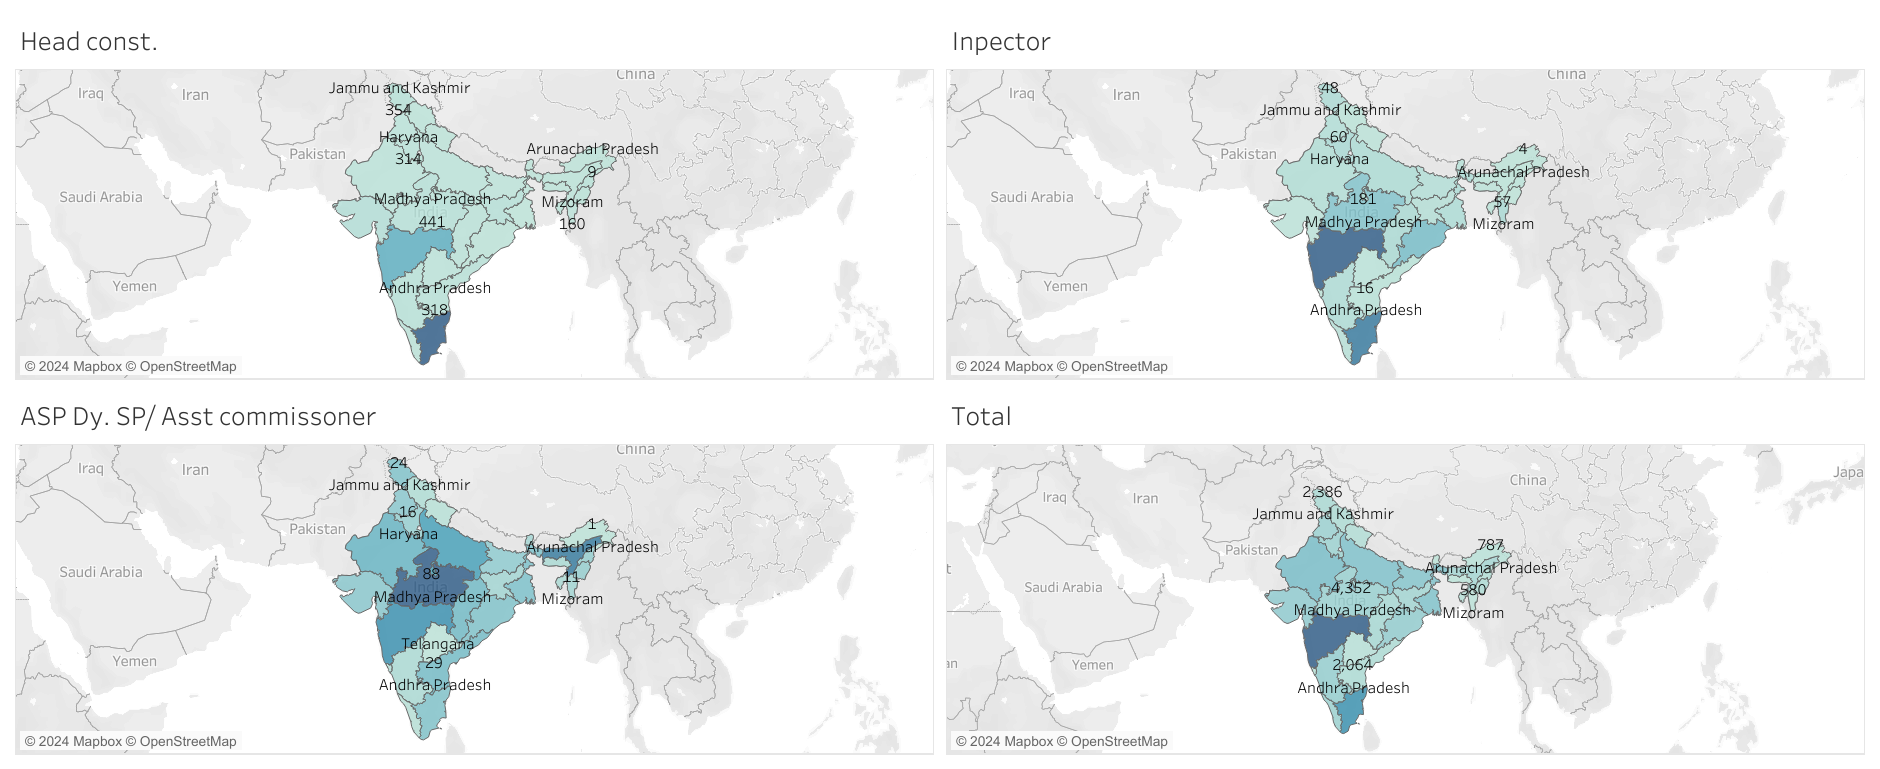 Head const.
China
Iraq
Iran
Pakistan
Saudi Arabia
Yemen
Jammu and Kashmir
354
Haryana
314
Arunachal Pradesh
9
Madhya Pradesh
441
Mizoram
160
Andhra Pradesh
318
© 2024 Mapbox © OpenStreetMap
Inpector
China
Iraq
Iran
Pakistan
Saudi Arabia
Yemen
48
Jammu and Kashmir
60
Haryana
4
Arunachal Pradesh
181
India
Madhya Pradesh
57
Mizoram
16
Andhra Pradesh
© 2024 Mapbox © OpenStreetMap
ASP Dy. SP/ Asst commissoner
China
Iraq
Iran
Pakistan
Saudi Arabia
Yemen
24
Jammu and Kashmir
16
Haryana
1
Arunachal Pradesh
88
India
Madhya Pradesh
11
Mizoram
Telangana
29
Andhra Pradesh
© 2024 Mapbox © OpenStreetMap
Total
China
Japa
Iraq
Iran
Pakistan
Saudi Arabia
Yemen
2,386
Jammu and Kashmir
787
Arunachal Pradesh
4,352
Madhya Pradesh
580
Mizoram
2,064
Andhra Pradesh
© 2024 Mapbox © OpenStreetMap